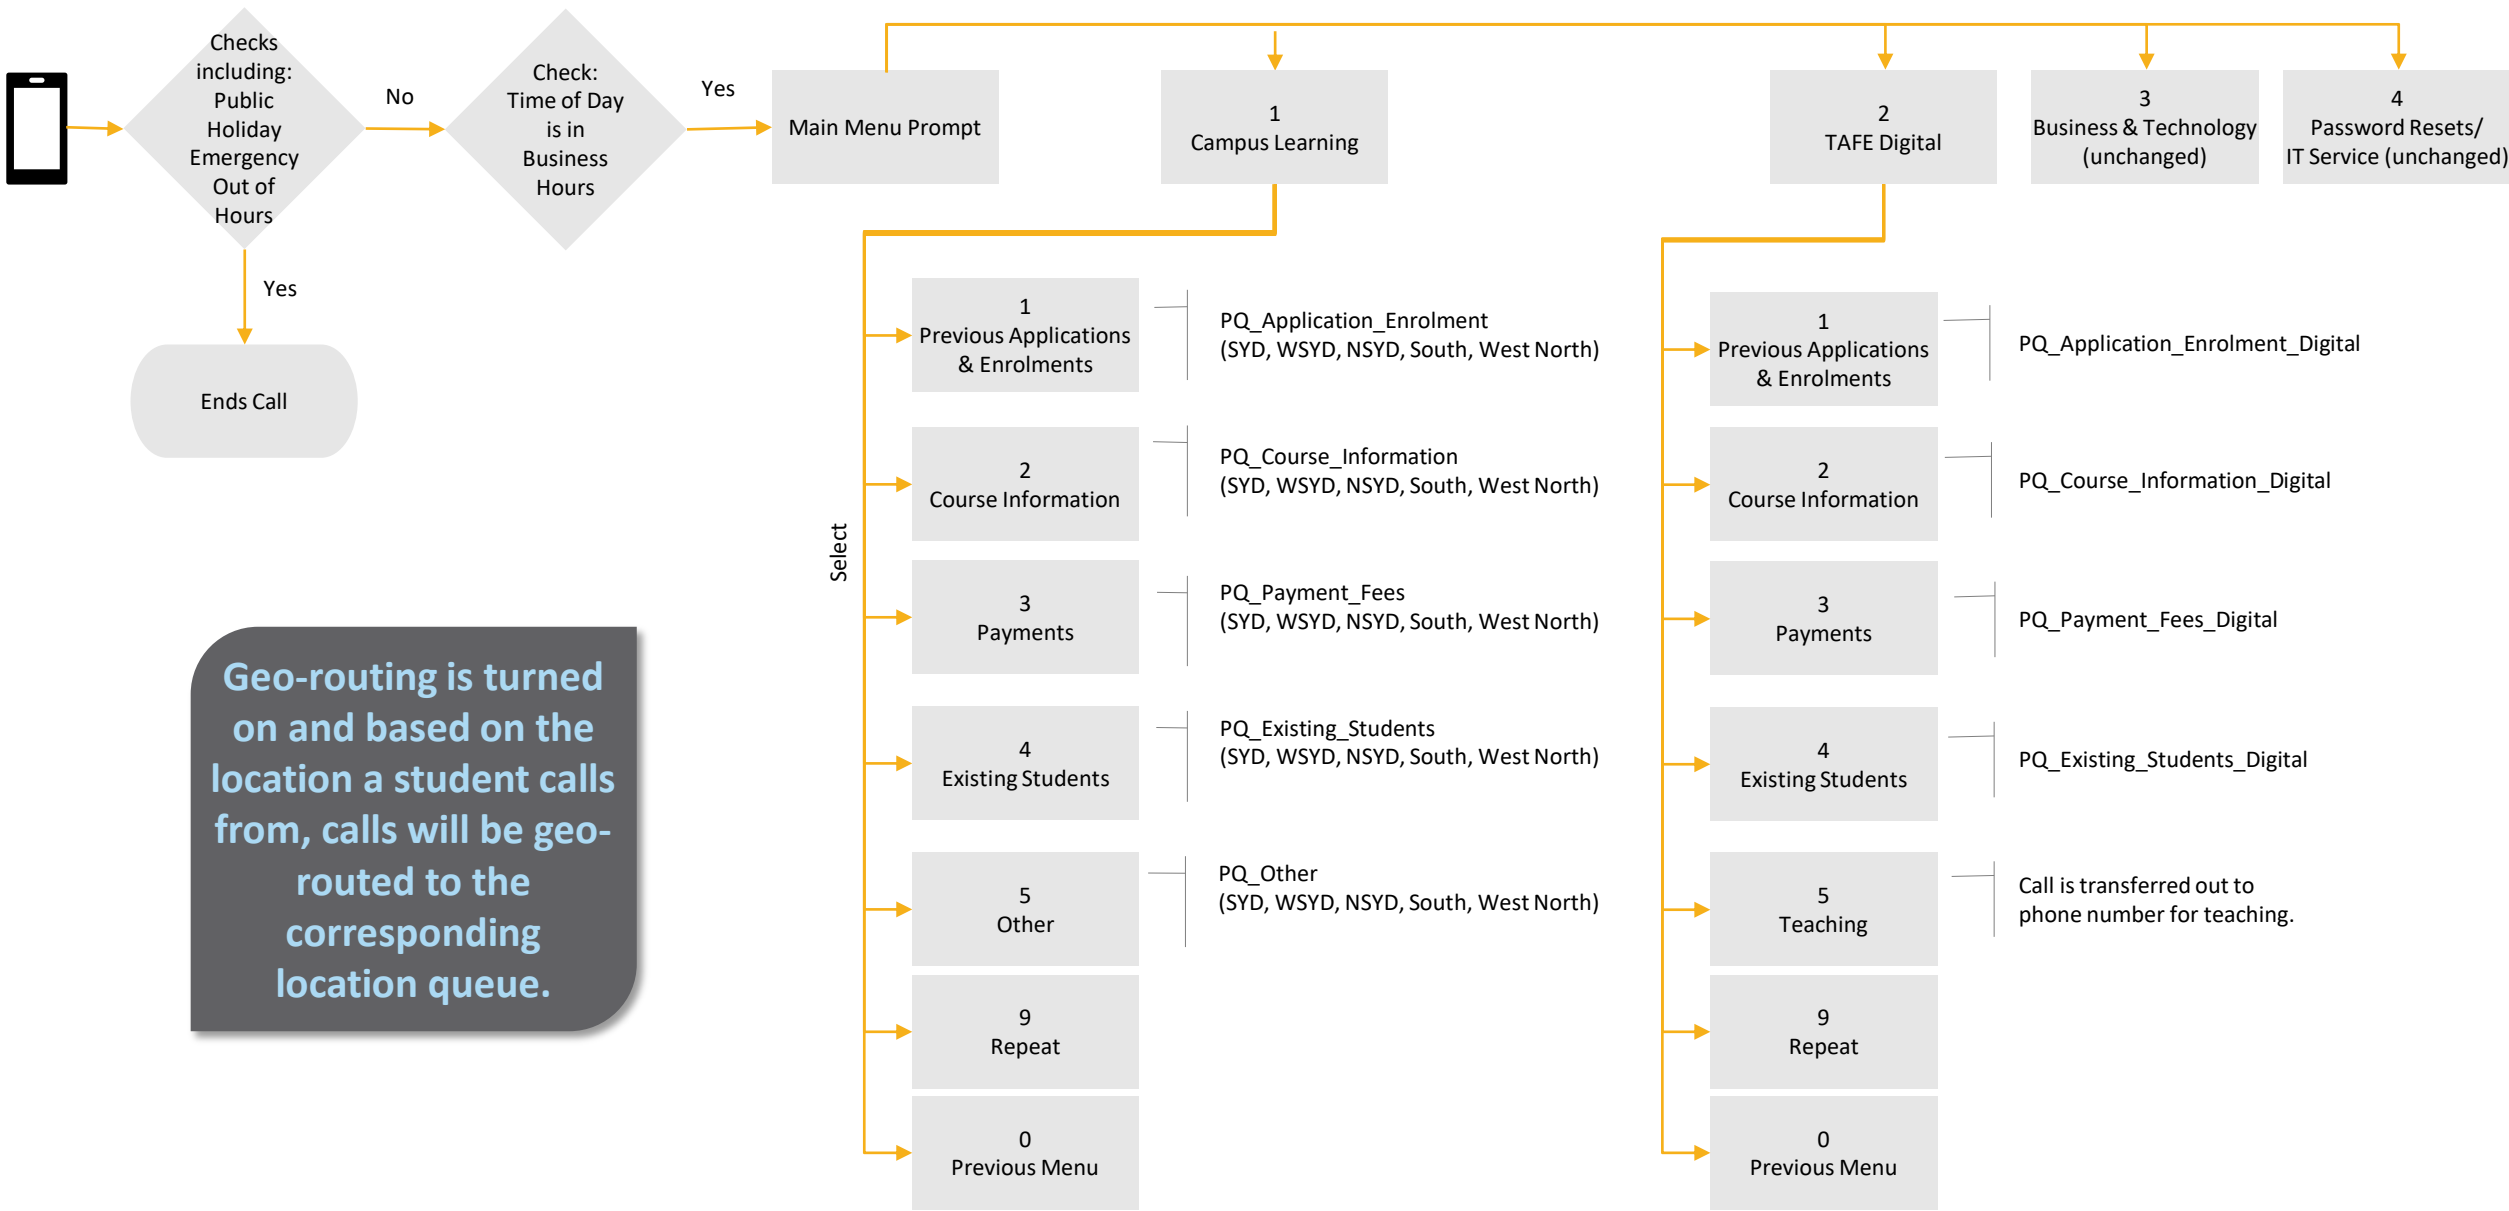 Checks
including:
Public
Holiday
Emergency
Out of
Hours
No
Check:
Time of Day
is in
Business
Hours
Yes
Main Menu Prompt
1
Campus Learning
2
TAFE Digital
3
Business & Technology
(unchanged)
4
Password Resets/
IT Service (unchanged)
Yes
Ends Call
Select
1
Previous Applications
& Enrolments
PQ_Application_Enrolment
(SYD, WSYD, NSYD, South, West North)
2
Course Information
PQ_Course_Information
(SYD, WSYD, NSYD, South, West North)
3
Payments
PQ_Payment_Fees
(SYD, WSYD, NSYD, South, West North)
4
Existing Students
PQ_Existing_Students
(SYD, WSYD, NSYD, South, West North)
5
Other
PQ_Other
(SYD, WSYD, NSYD, South, West North)
9
Repeat
0
Previous Menu
1
Previous Applications
& Enrolments
PQ_Application_Enrolment_Digital
2
Course Information
PQ_Course_Information_Digital
3
Payments
PQ_Payment_Fees_Digital
4
Existing Students
PQ_Existing_Students_Digital
5
Teaching
Call is transferred out to
phone number for teaching.
9
Repeat
0
Previous Menu
Geo-routing is turned
on and based on the
location a student calls
from, calls will be geo-
routed to the
corresponding
location queue.